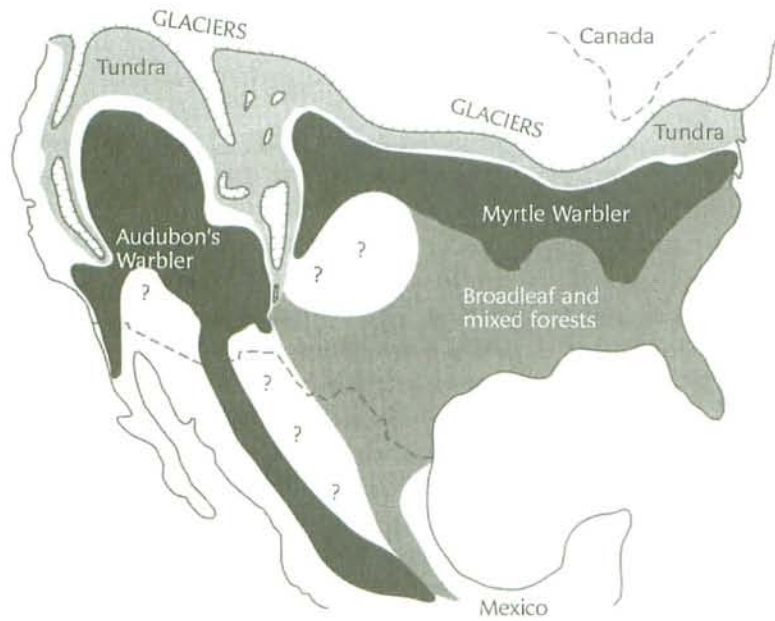 GLACIERS
Canada
Tundra
GLACIERS
Tundra
Myrtle Warbler
Audubon's
Warbler
?
?
?
Broadleaf and
mixed forests
?
?
?
Mexico